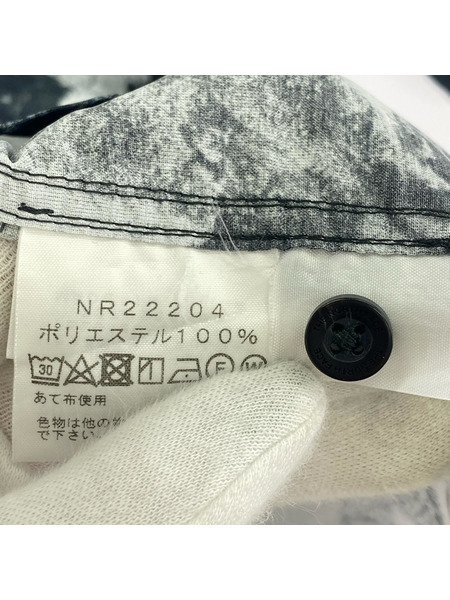 NR22204
ポリエステル100%
30 F W
あて布使用
色物は他の
で下さい。